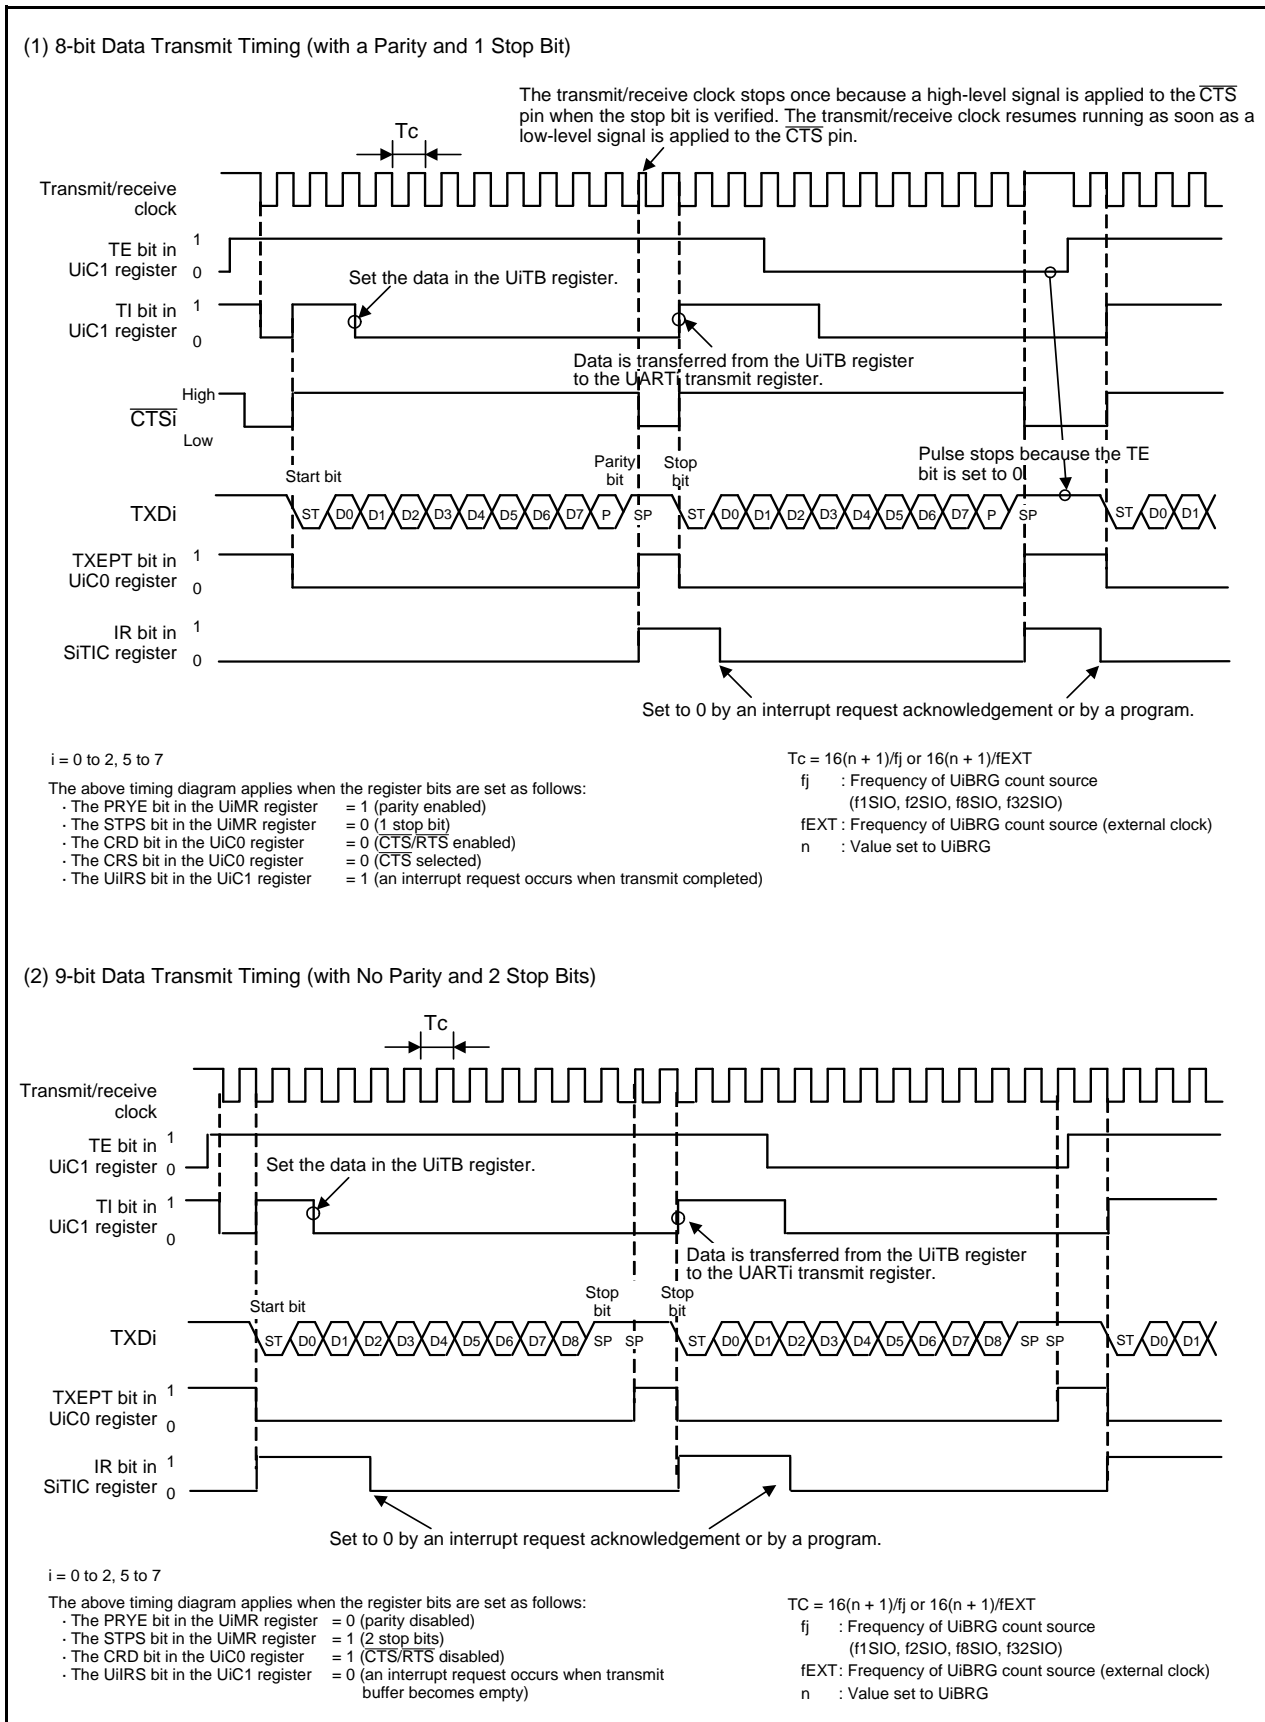 (1) 8-bit Data Transmit Timing (with a Parity and 1 Stop Bit)
The transmit/receive clock stops once because a high-level signal is applied to the CTS
pin when the stop bit is verified. The transmit/receive clock resumes running as soon as a
low-level signal is applied to the CTS pin.
Tc
Transmit/receive
clock
TE bit in
UiC1 register
1
0
Set the data in the UiTB register.
TI bit in
UiC1 register
1
0
Data is transferred from the UiTB register
to the UARTi transmit register.
High
CTSi
Low
Pulse stops because the TE
bit is set to 0
Start bit
Parity
bit
Stop
bit
TXDi
ST D0 D1 D2 D3 D4 D5 D6 D7 P SP ST D0 D1 D2 D3 D4 D5 D6 D7 P SP ST D0 D1
TXEPT bit in
UiC0 register
1
0
IR bit in
SiTIC register
1
0
Set to 0 by an interrupt request acknowledgement or by a program.
i = 0 to 2, 5 to 7
The above timing diagram applies when the register bits are set as follows:
· The PRYE bit in the UiMR register = 1 (parity enabled)
· The STPS bit in the UiMR register = 0 (1 stop bit)
· The CRD bit in the UiC0 register = 0 (CTS/RTS enabled)
· The CRS bit in the UiC0 register = 0 (CTS selected)
· The UiIRS bit in the UiC1 register = 1 (an interrupt request occurs when transmit completed)
Tc = 16(n + 1)/fj or 16(n + 1)/fEXT
fj : Frequency of UiBRG count source
(f1SIO, f2SIO, f8SIO, f32SIO)
fEXT : Frequency of UiBRG count source (external clock)
n : Value set to UiBRG
(2) 9-bit Data Transmit Timing (with No Parity and 2 Stop Bits)
Tc
Transmit/receive
clock
TE bit in
UiC1 register
1
0
Set the data in the UiTB register.
TI bit in
UiC1 register
1
0
Data is transferred from the UiTB register
to the UARTi transmit register.
Start bit
Stop
bit
Stop
bit
TXDi
ST D0 D1 D2 D3 D4 D5 D6 D7 D8 SP SP ST D0 D1 D2 D3 D4 D5 D6 D7 D8 SP SP ST D0 D1
TXEPT bit in
UiC0 register
1
0
IR bit in
SiTIC register
1
0
Set to 0 by an interrupt request acknowledgement or by a program.
i = 0 to 2, 5 to 7
The above timing diagram applies when the register bits are set as follows:
· The PRYE bit in the UiMR register = 0 (parity disabled)
· The STPS bit in the UiMR register = 1 (2 stop bits)
· The CRD bit in the UiC0 register = 1 (CTS/RTS disabled)
· The UiIRS bit in the UiC1 register = 0 (an interrupt request occurs when transmit
buffer becomes empty)
TC = 16(n + 1)/fj or 16(n + 1)/fEXT
fj : Frequency of UiBRG count source
(f1SIO, f2SIO, f8SIO, f32SIO)
fEXT : Frequency of UiBRG count source (external clock)
n : Value set to UiBRG